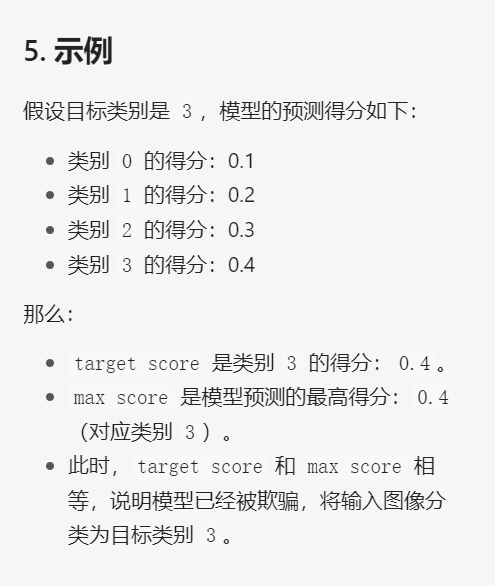 5. 示例
假设目标类别是 3，模型的预测得分如下：
• 类别 0 的得分：0.1
• 类别 1 的得分：0.2
• 类别 2 的得分：0.3
• 类别 3 的得分：0.4
那么：
• target score 是类别 3 的得分： 0.4。
• max score 是模型预测的最高得分： 0.4
（对应类别 3）。
• 此时， target score 和 max score 相
等，说明模型已经被欺骗，将输入图像分
类为目标类别 3。